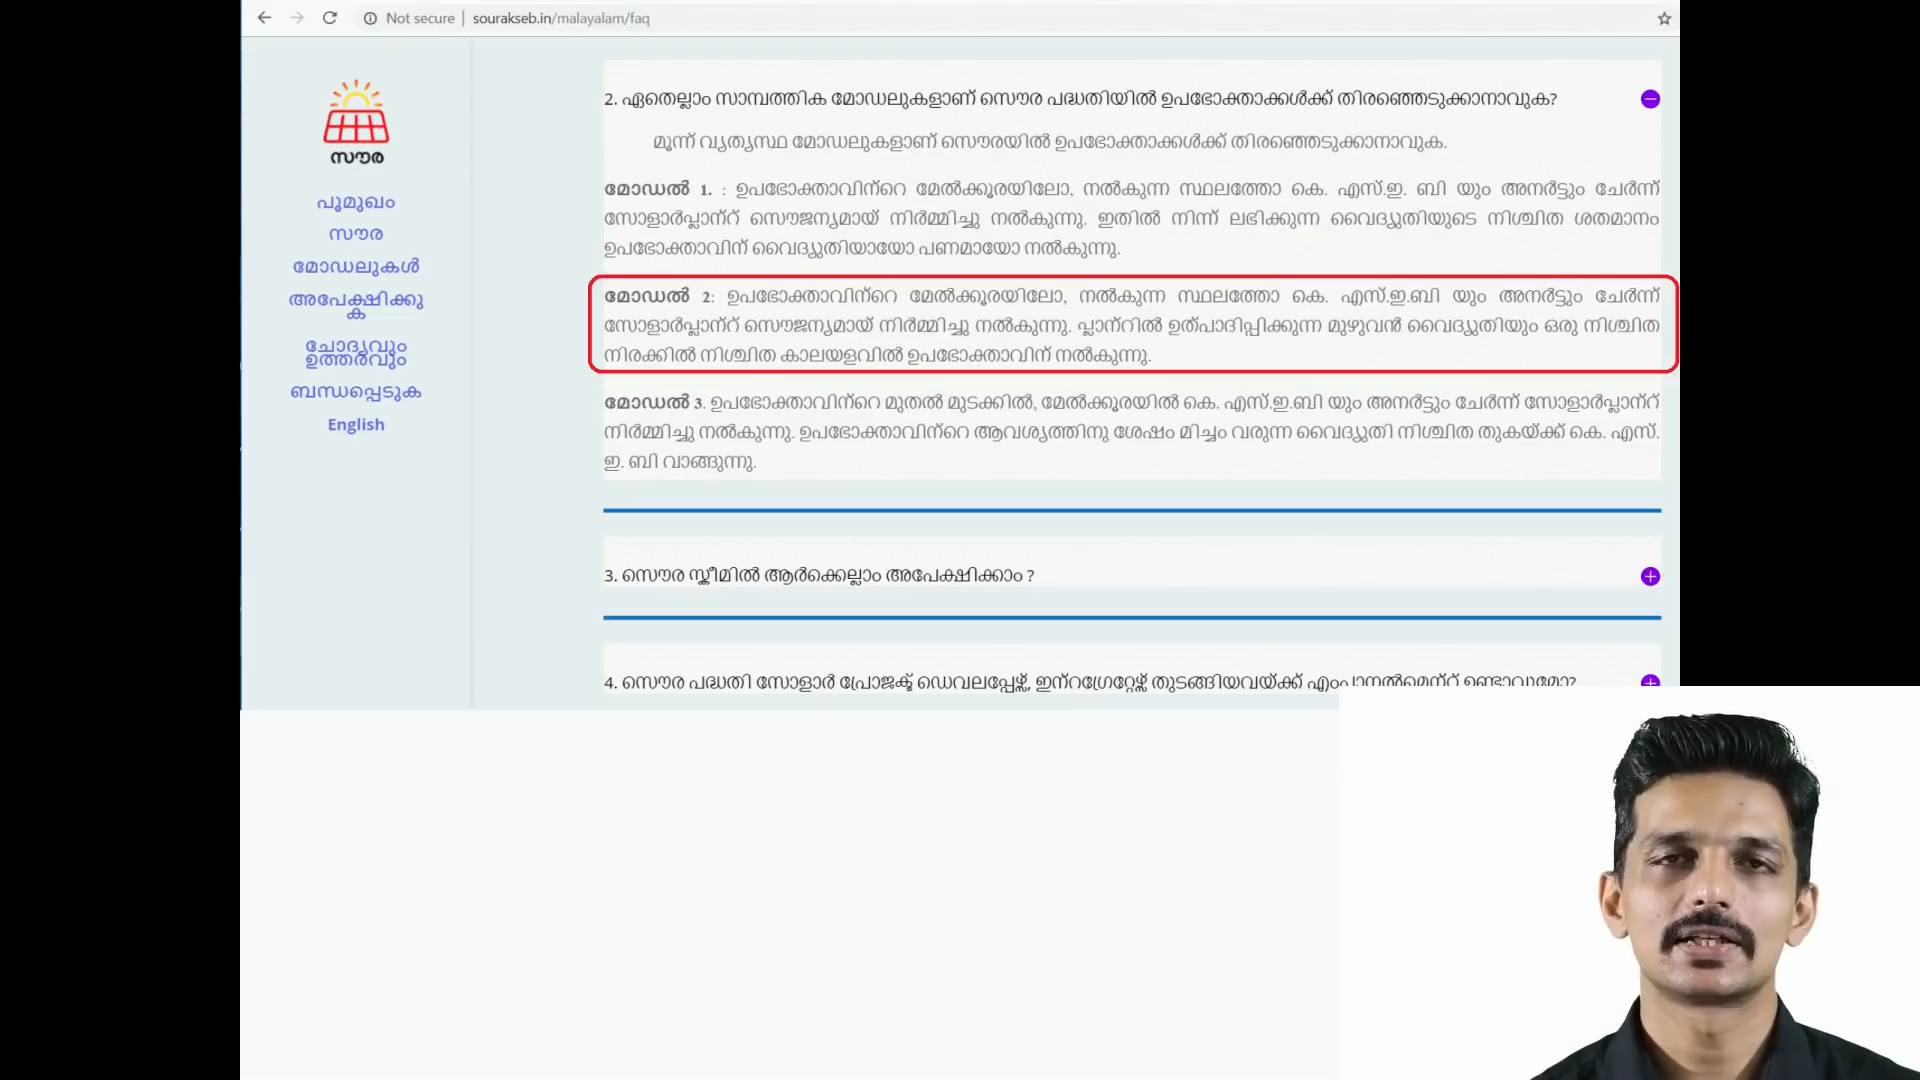 Not secure | sourakseb.in/malayalam/faq
സൗര
പൂമുഖം
സൗര
മോഡലുകൾ
അപേക്ഷിക്കു
ക
ചോദ്യവും
ഉത്തരവും
ബന്ധപ്പെടുക
English
2. ഏതെല്ലാം സാമ്പത്തിക മോഡലുകളാണ് സൌര പദ്ധതിയിൽ ഉപഭോക്താക്കൾക്ക് തിരഞ്ഞെടുക്കാനാവുക?
മൂന്ന് വ്യത്യസ്ഥ മോഡലുകളാണ് സൌരയിൽ ഉപഭോക്താക്കൾക്ക് തിരഞ്ഞെടുക്കാനാവുക.
മോഡൽ 1. : ഉപഭോക്താവിന്റെ മേൽക്കൂരയിലോ, നൽകുന്ന സ്ഥലത്തോ കെ. എസ്.ഇ. ബി യും അനർട്ടും ചേർന്ന്
സോളാർപ്ലാന്റ് സൌജന്യമായ് നിർമ്മിച്ചു നൽകുന്നു. ഇതിൽ നിന്ന് ലഭിക്കുന്ന വൈദ്യുതിയുടെ നിശ്ചിത ശതമാനം
ഉപഭോക്താവിന് വൈദ്യുതിയായോ പണമായോ നൽകുന്നു.
മോഡൽ 2: ഉപഭോക്താവിന്റെ മേൽക്കൂരയിലോ, നൽകുന്ന സ്ഥലത്തോ കെ. എസ്.ഇ.ബി യും അനർട്ടും ചേർന്ന്
സോളാർപ്ലാന്റ് സൌജന്യമായ് നിർമ്മിച്ചു നൽകുന്നു. പ്ലാന്റിൽ ഉത്പാദിപ്പിക്കുന്ന മുഴുവൻ വൈദ്യുതിയും ഒരു നിശ്ചിത
നിരക്കിൽ നിശ്ചിത കാലയളവിൽ ഉപഭോക്താവിന് നൽകുന്നു.
മോഡൽ 3. ഉപഭോക്താവിന്റെ മുതൽ മുടക്കിൽ, മേൽക്കൂരയിൽ കെ. എസ്.ഇ.ബി യും അനർട്ടും ചേർന്ന് സോളാർപ്ലാന്റ്
നിർമ്മിച്ചു നൽകുന്നു. ഉപഭോക്താവിന്റെ ആവശ്യത്തിനു ശേഷം മിച്ചം വരുന്ന വൈദ്യുതി നിശ്ചിത തുകയ്ക്ക് കെ. എസ്.
ഇ. ബി വാങ്ങുന്നു.
3. സൌര സ്കീമിൽ ആർക്കെല്ലാം അപേക്ഷിക്കാം ?
4. സൌര പദ്ധതി സോളാർ പ്രോജക്ട് ഡെവലപ്പേഴ്സ്, ഇന്റഗ്രേറ്റേഴ്സ് തുടങ്ങിയവയ്ക്ക് എംപാനൽമെന്റ് ഉണ്ടാവുമോ?